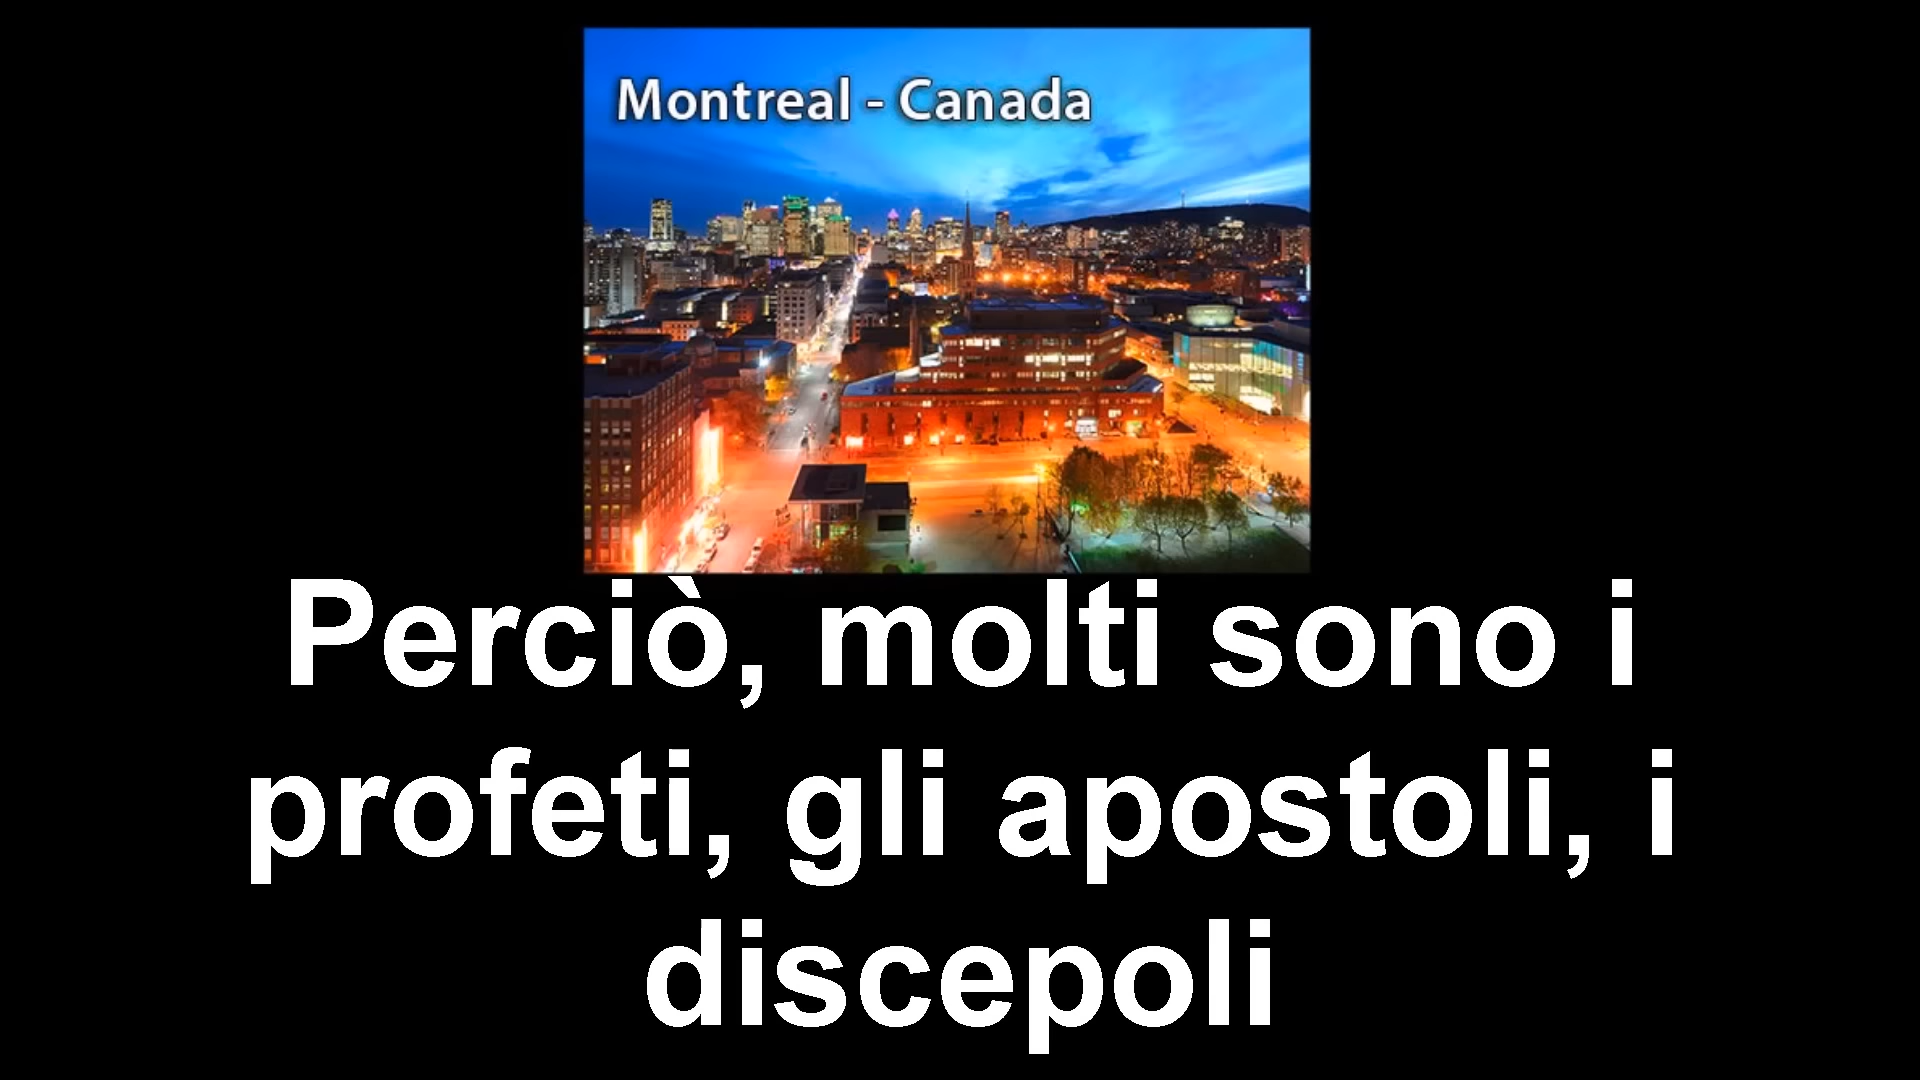 Montreal - Canada
Perciò, molti sono i
profeti, gli apostoli, i
discepoli